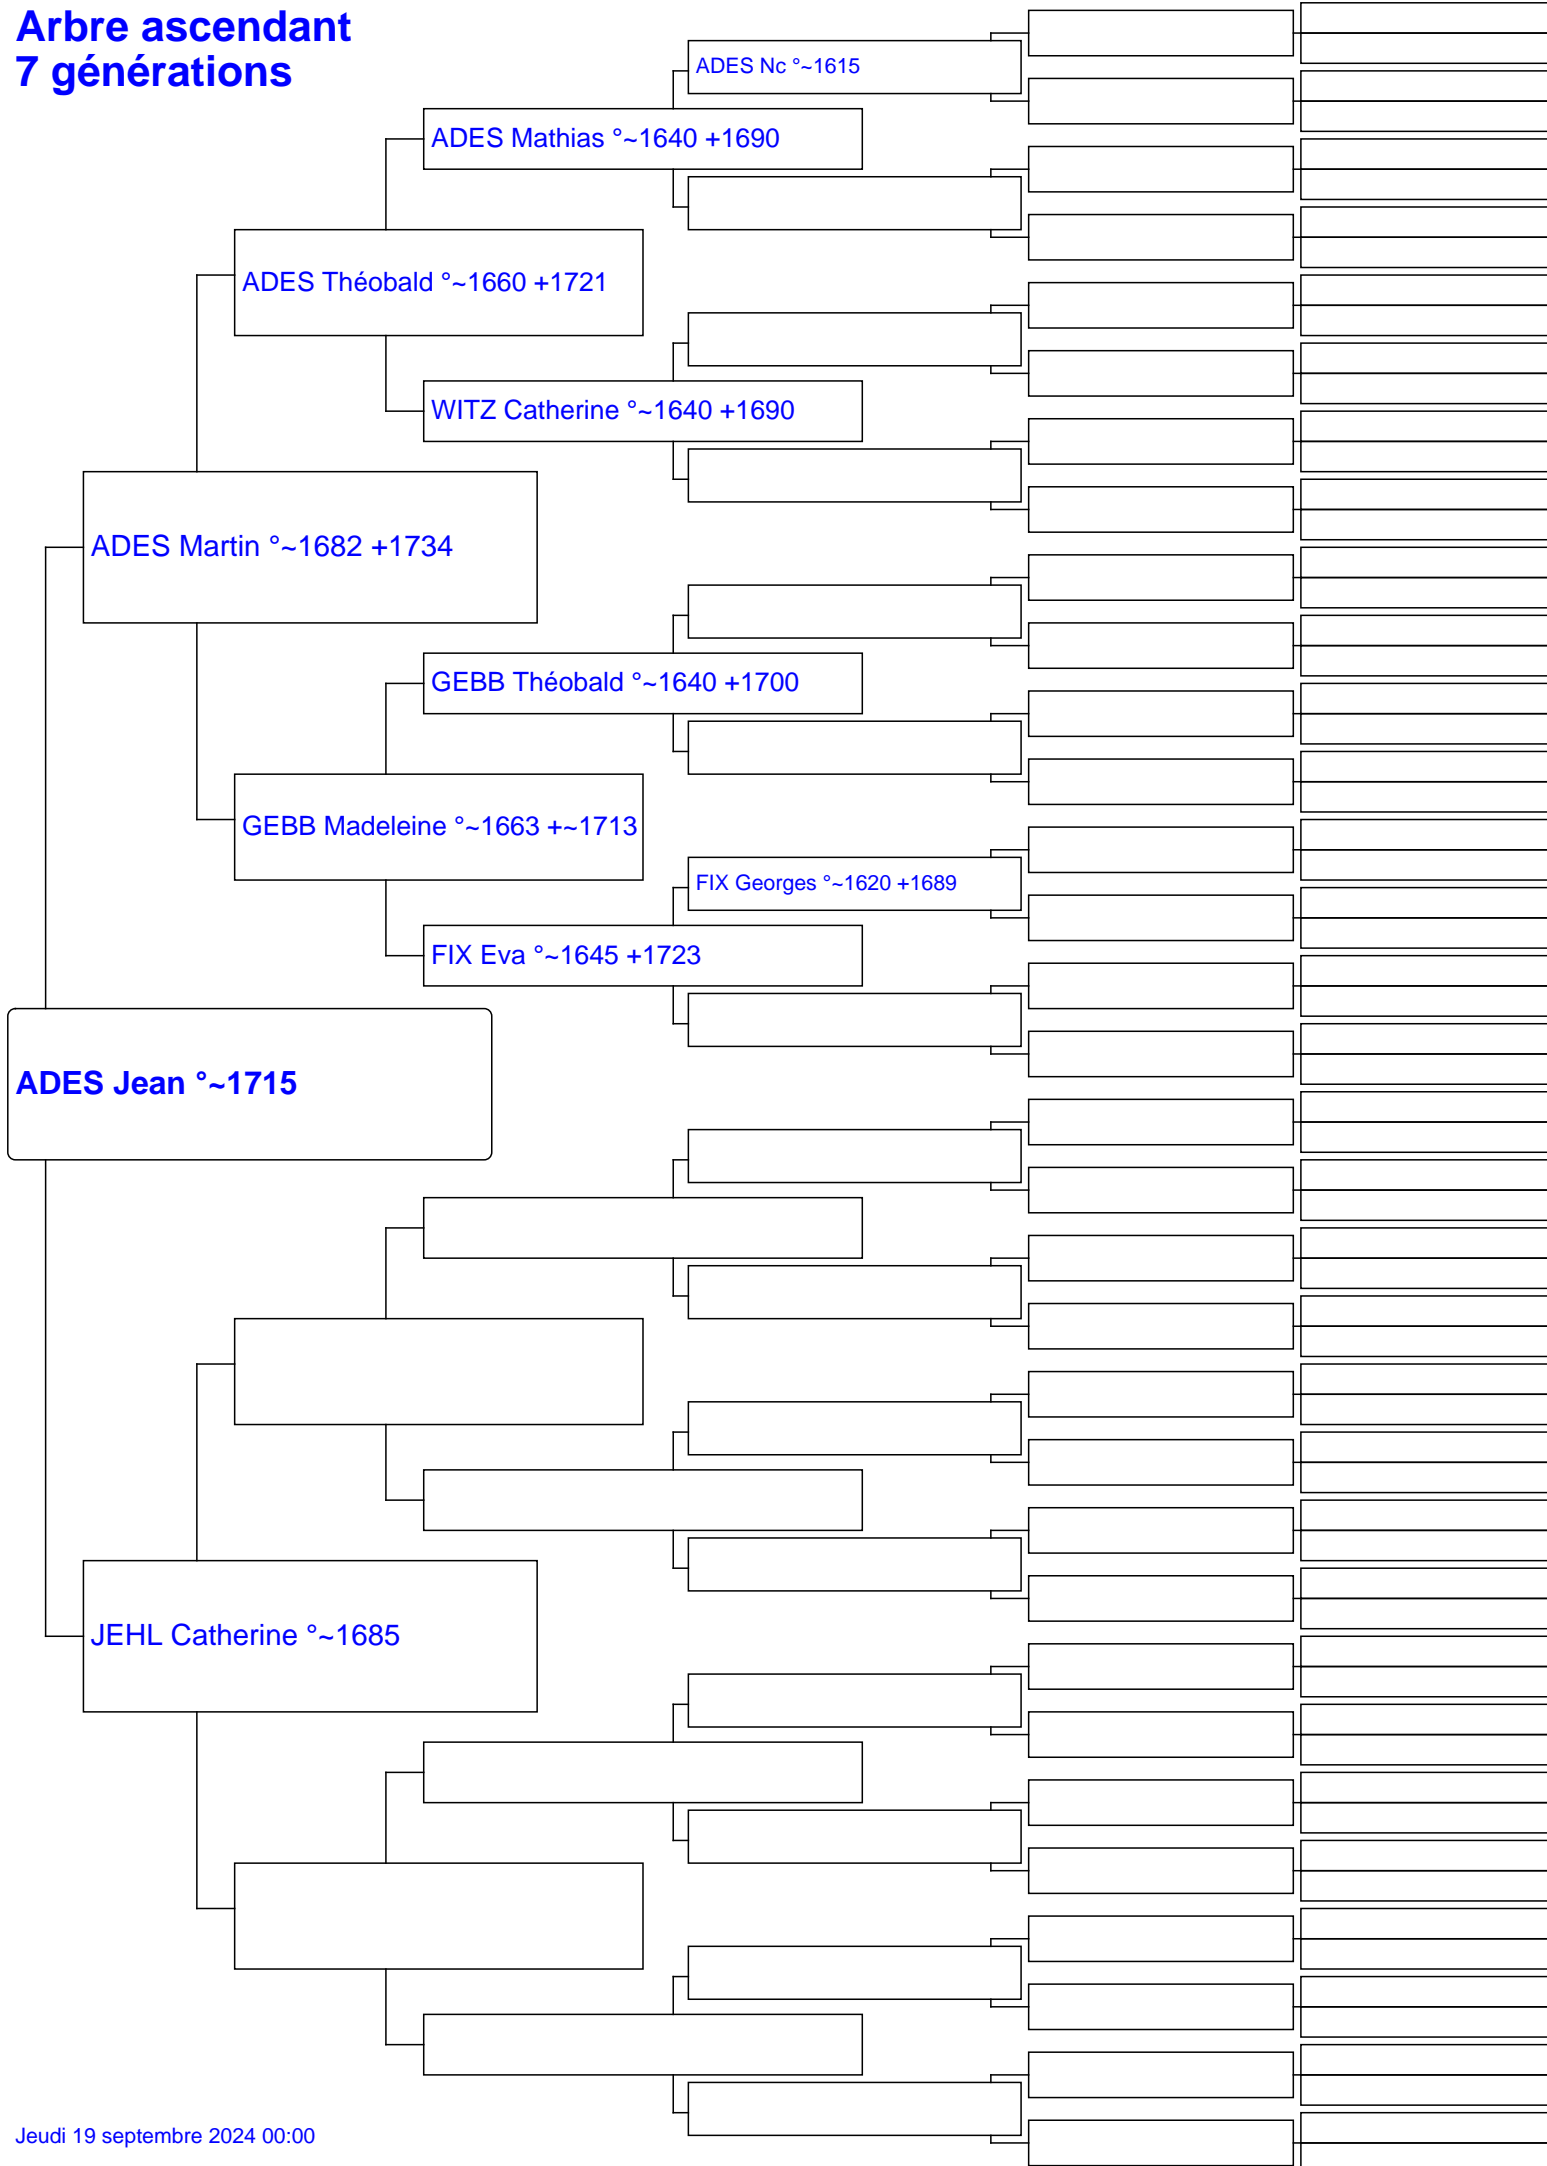 Arbre ascendant
7 générations
ADES Nc °~1615
ADES Mathias °~1640 +1690
ADES Théobald °~1660 +1721
WITZ Catherine °~1640 +1690
ADES Martin °~1682 +1734
GEBB Théobald °~1640 +1700
GEBB Madeleine °~1663 +~1713
FIX Georges °~1620 +1689
FIX Eva °~1645 +1723
ADES Jean °~1715
JEHL Catherine °~1685
Jeudi 19 septembre 2024 00:00